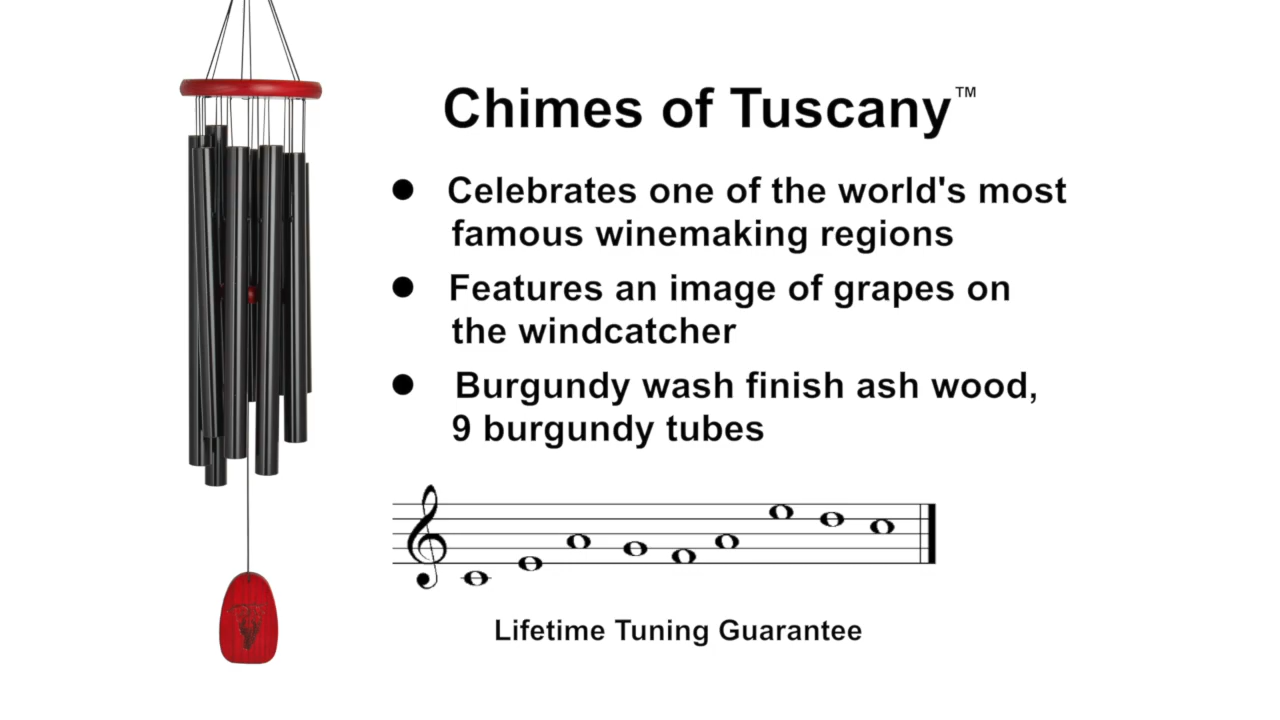 Chimes of Tuscany™
● Celebrates one of the world's most
famous winemaking regions
● Features an image of grapes on
the windcatcher
● Burgundy wash finish ash wood,
9 burgundy tubes
Lifetime Tuning Guarantee